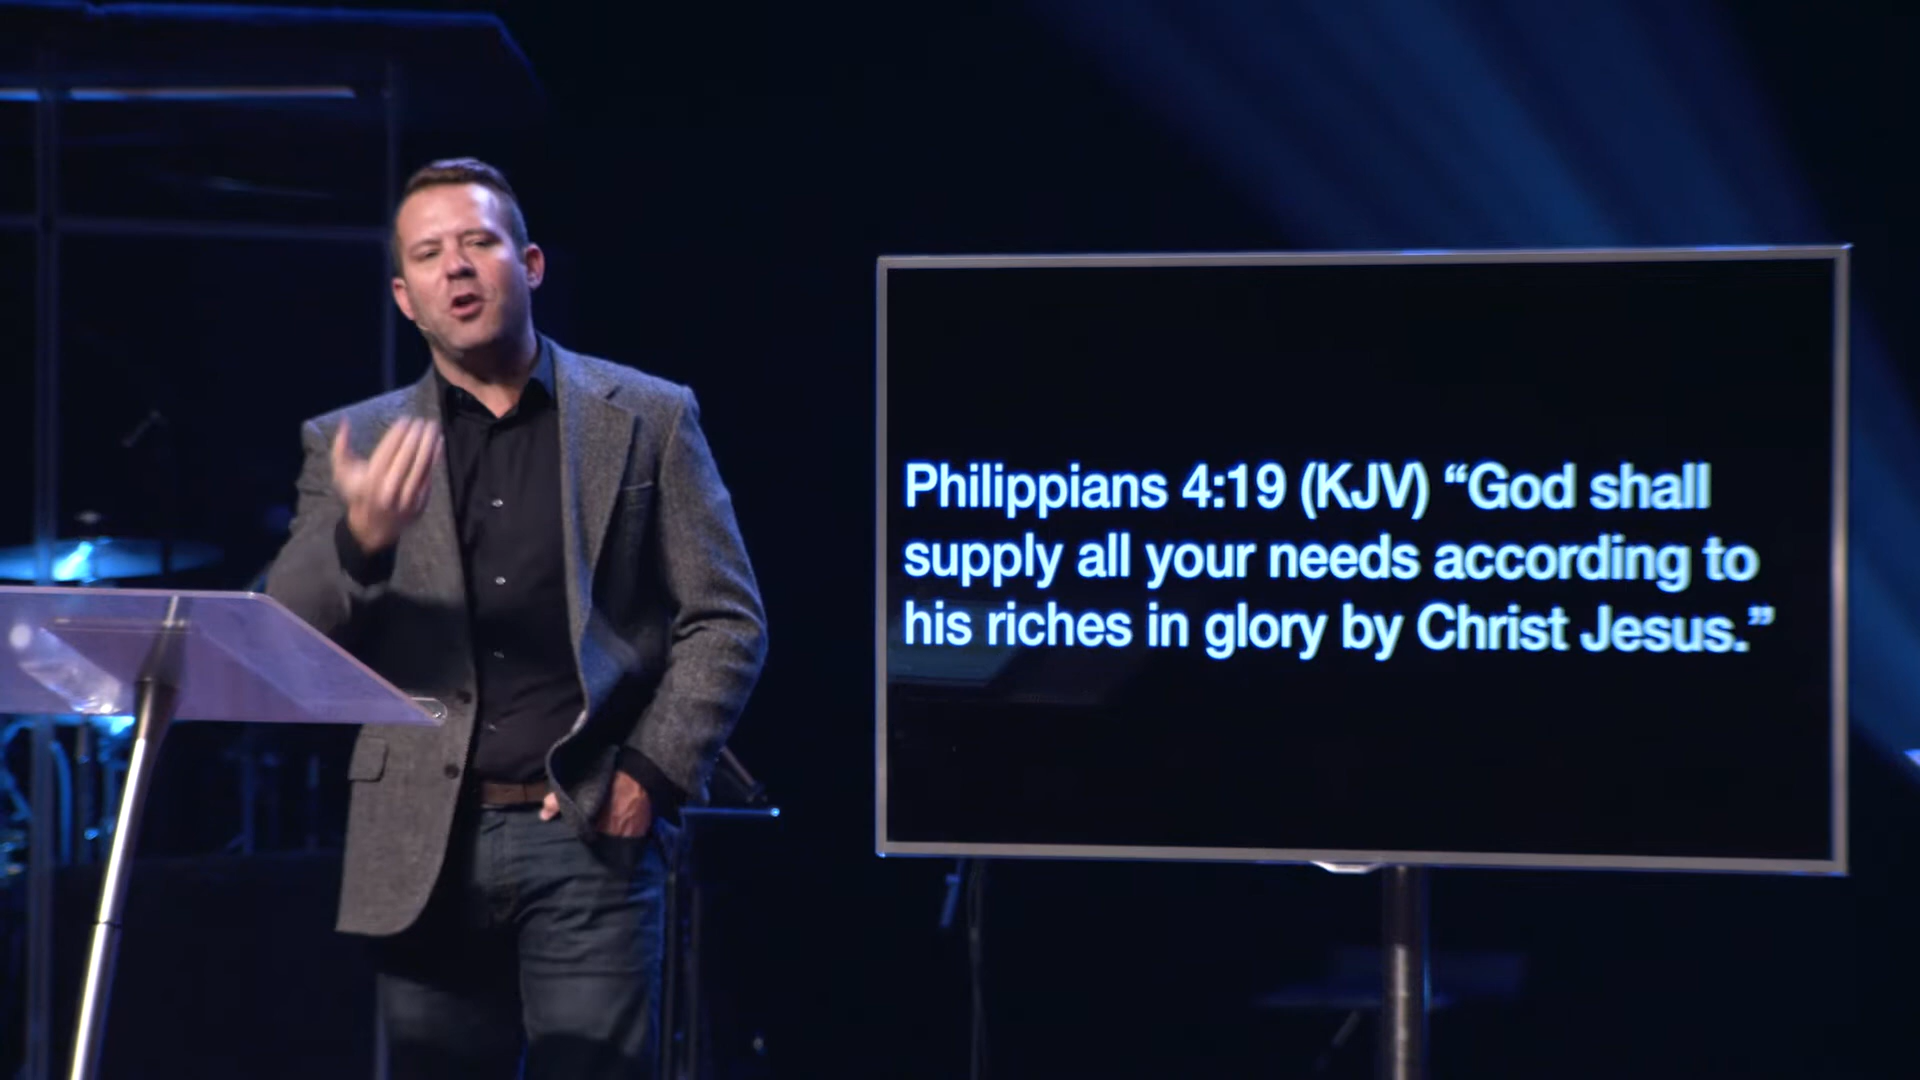 Philippians 4:19 (KJV) “God shall
supply all your needs according to
his riches in glory by Christ Jesus.”